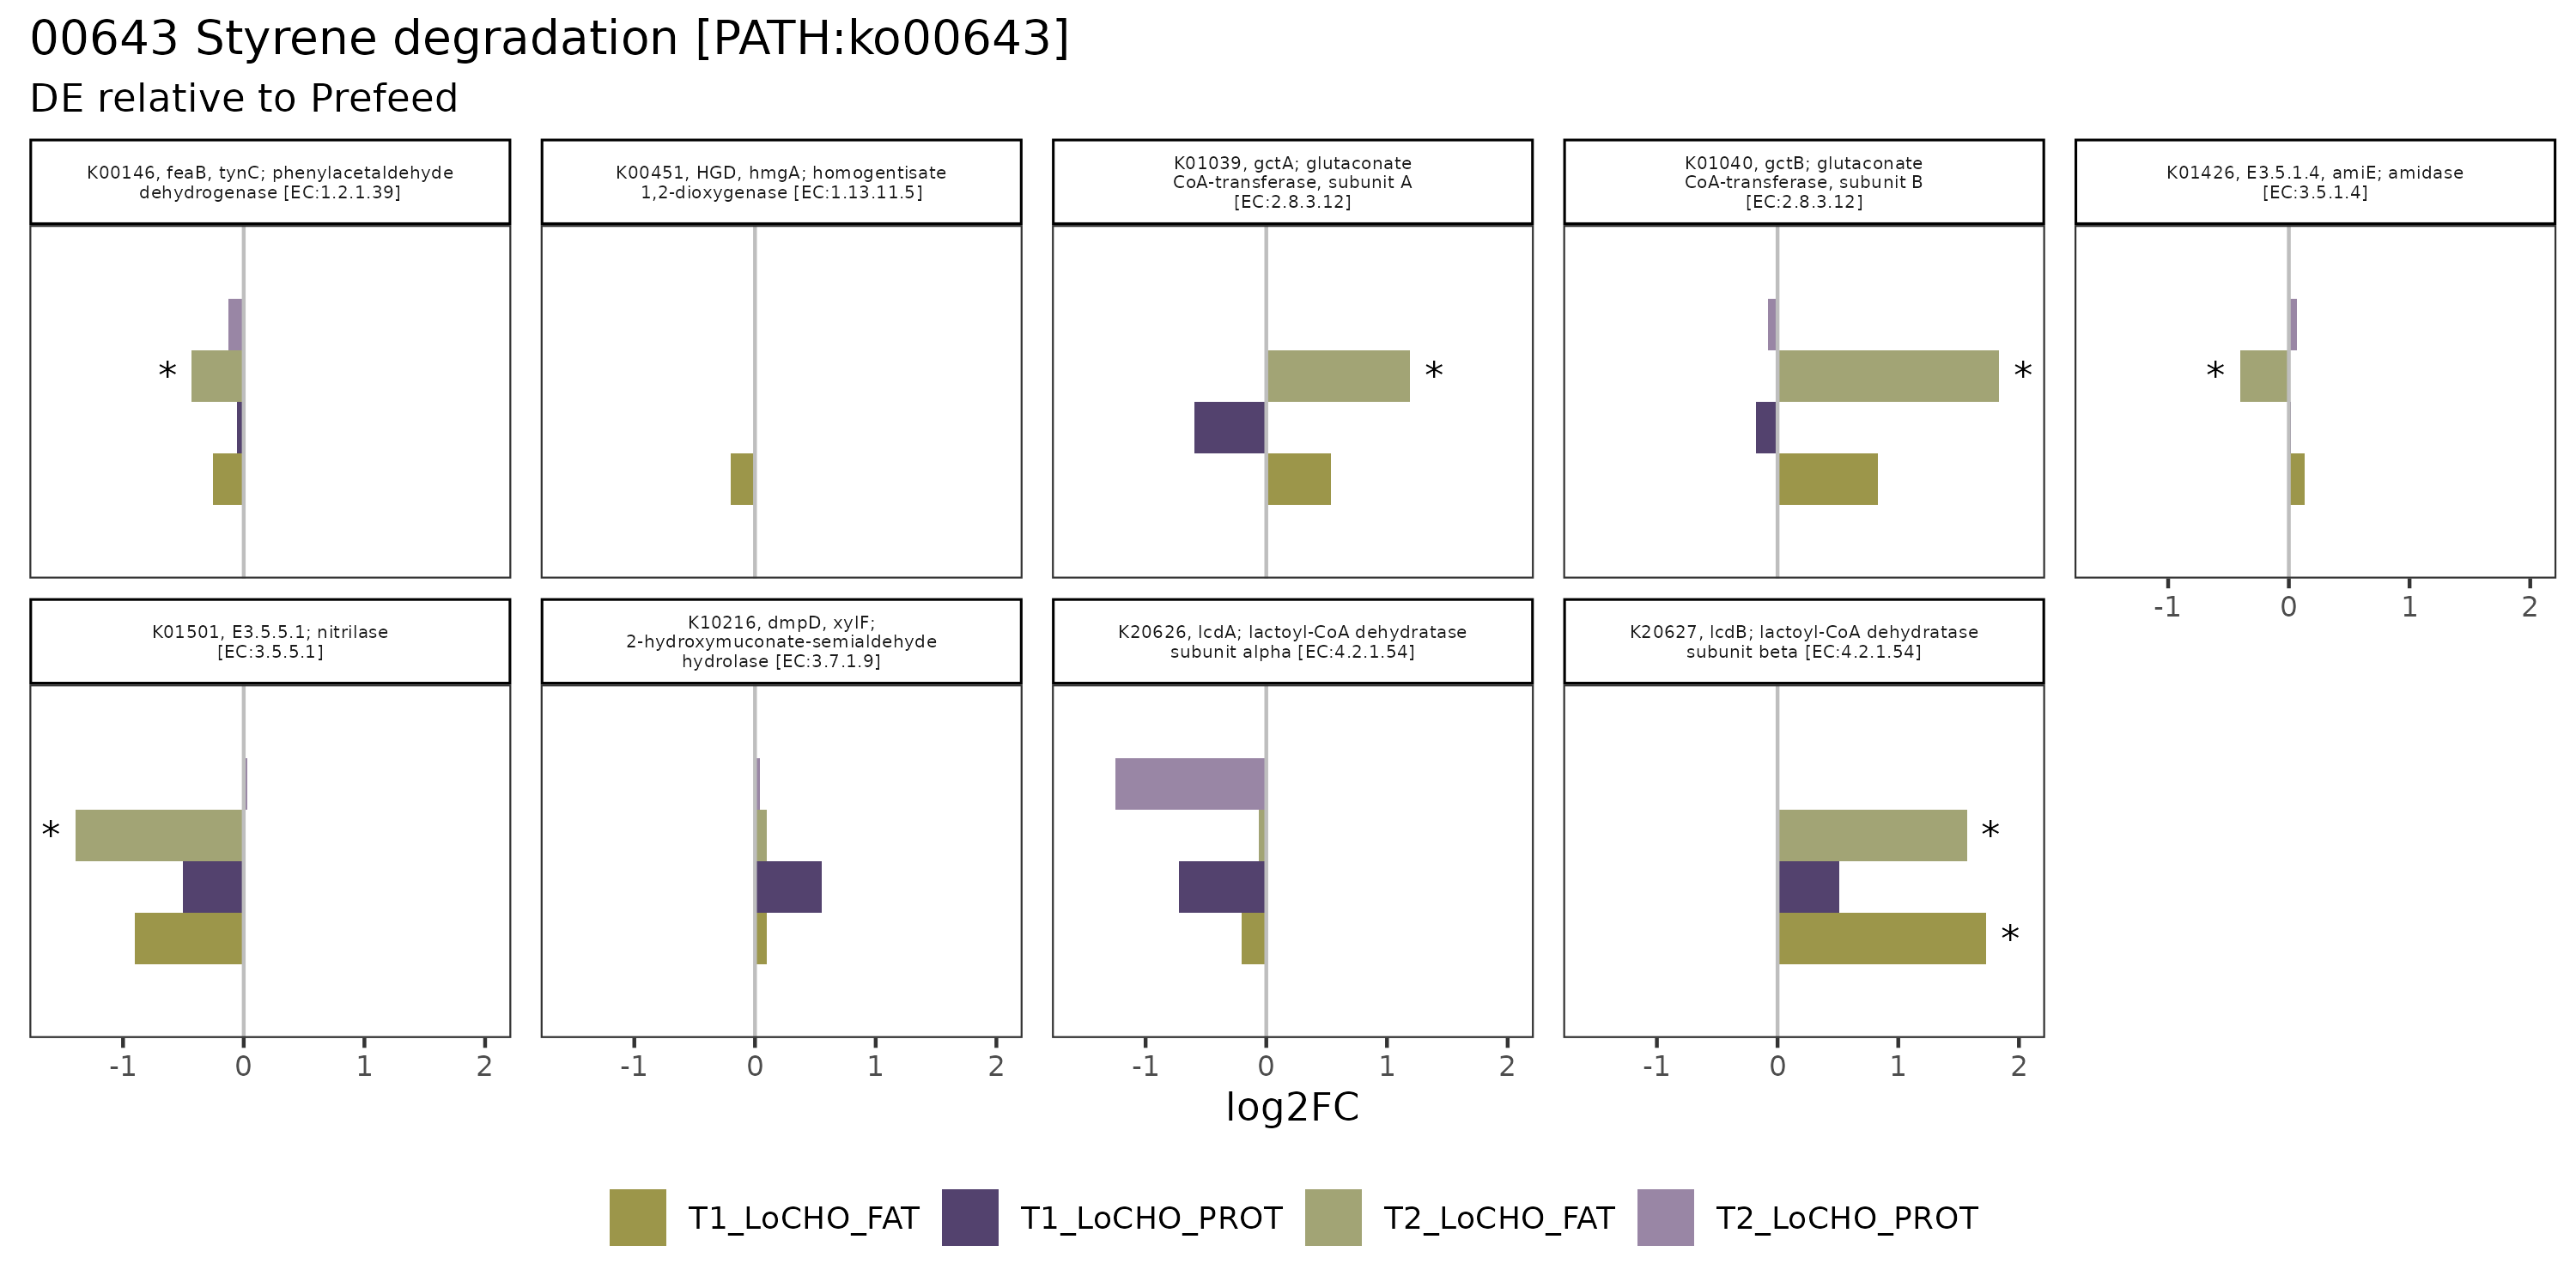 00643 Styrene degradation [PATH:ko00643]
DE relative to Prefeed
K00146, feaB, tynC; phenylacetaldehyde
dehydrogenase [EC:1.2.1.39]
K00451, HGD, hmgA; homogentisate
1,2-dioxygenase [EC:1.13.11.5]
K01039, gctA; glutaconate
CoA-transferase, subunit A
[EC:2.8.3.12]
K01040, gctB; glutaconate
CoA-transferase, subunit B
[EC:2.8.3.12]
K01426, E3.5.1.4, amiE; amidase
[EC:3.5.1.4]
*
*
*
*
-1 0 1 2
K01501, E3.5.5.1; nitrilase
[EC:3.5.5.1]
K10216, dmpD, xylF;
2-hydroxymuconate-semialdehyde
hydrolase [EC:3.7.1.9]
K20626, lcdA; lactoyl-CoA dehydratase
subunit alpha [EC:4.2.1.54]
K20627, lcdB; lactoyl-CoA dehydratase
subunit beta [EC:4.2.1.54]
*
*
*
-1 0 1 2
-1 0 1 2
-1 0 1 2
-1 0 1 2
log2FC
T1_LoCHO_FAT
T1_LoCHO_PROT
T2_LoCHO_FAT
T2_LoCHO_PROT